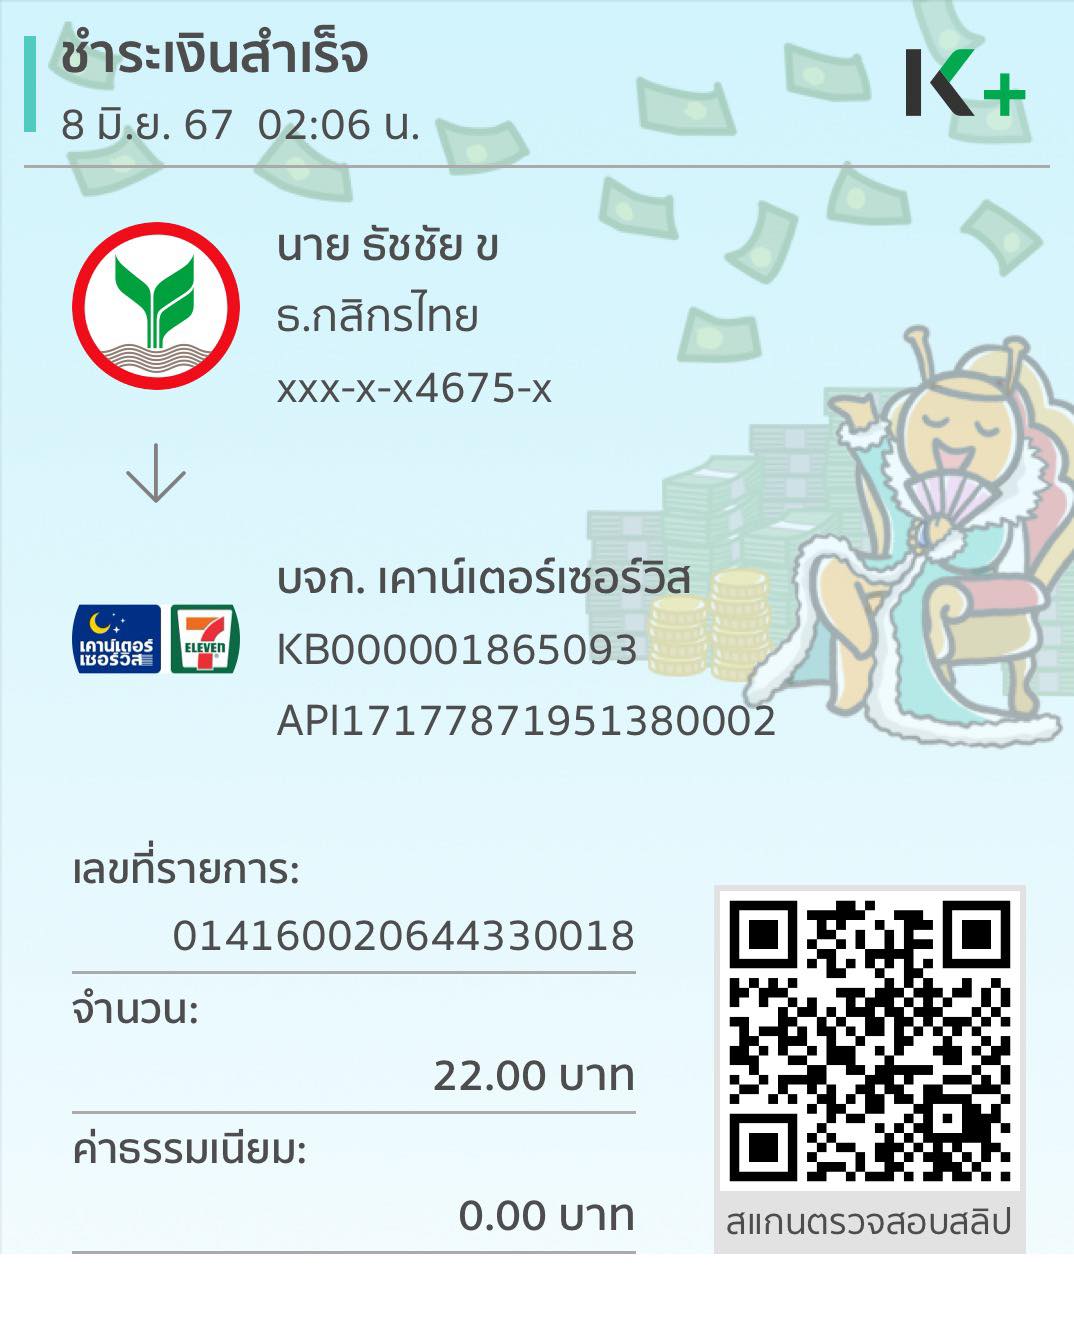 ชำระเงินสำเร็จ
8 มิ.ย. 67 02:06 น.
K+
นาย ธัชชัย ข
ธ.กสิกรไทย
xxx-x-x4675-x
บจก. เคาน์เตอร์เซอร์วิส
เคาน์เตอร์
เซอร์วิส
7
ELEVEN
KB000001865093
API17177871951380002
เลขที่รายการ:
014160020644330018
จำนวน:
22.00 บาท
ค่าธรรมเนียม:
0.00 บาท
สแกนตรวจสอบสลิป